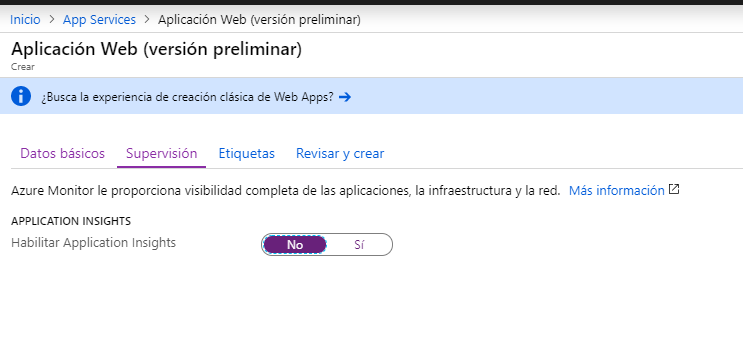 Inicio > App Services > Aplicación Web (versión preliminar)
Aplicación Web (versión preliminar)
Crear
¿Busca la experiencia de creación clásica de Web Apps? →
Datos básicos Supervisión Etiquetas Revisar y crear
Azure Monitor le proporciona visibilidad completa de las aplicaciones, la infraestructura y la red. Más información
APPLICATION INSIGHTS
Habilitar Application Insights No Sí